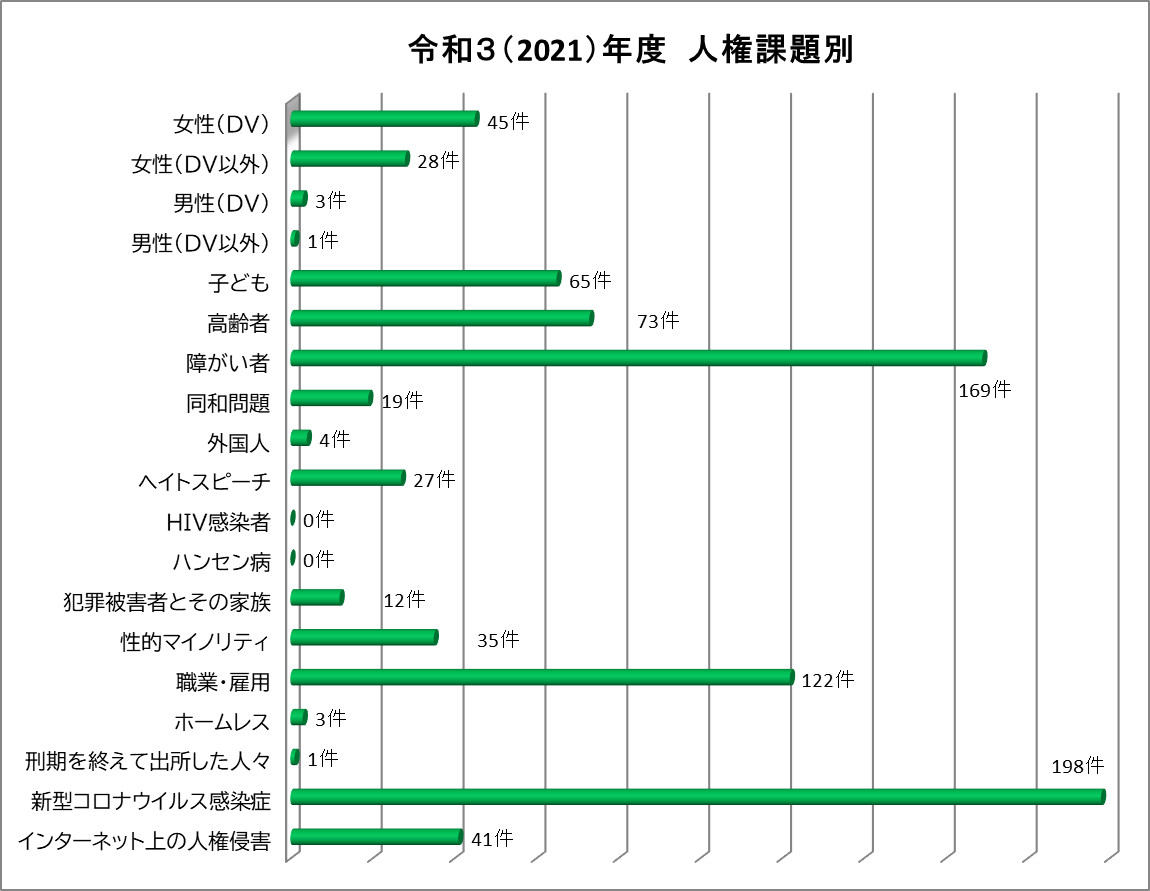 令和３（2021）年度　人権課題別
女性（DV） 45件
女性（DV以外） 28件
男性（DV） 3件
男性（DV以外） 1件
子ども 65件
高齢者 73件
障がい者 169件
同和問題 19件
外国人 4件
ヘイトスピーチ 27件
HIV感染者 0件
ハンセン病 0件
犯罪被害者とその家族 12件
性的マイノリティ 35件
職業・雇用 122件
ホームレス 3件
刑期を終えて出所した人々 1件
新型コロナウイルス感染症 198件
インターネット上の人権侵害 41件